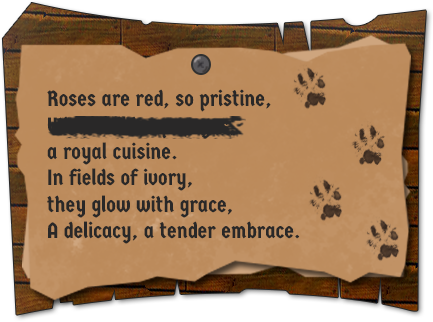 Roses are red, so pristine,
a royal cuisine.
In fields of ivory,
they glow with grace,
A delicacy, a tender embrace.